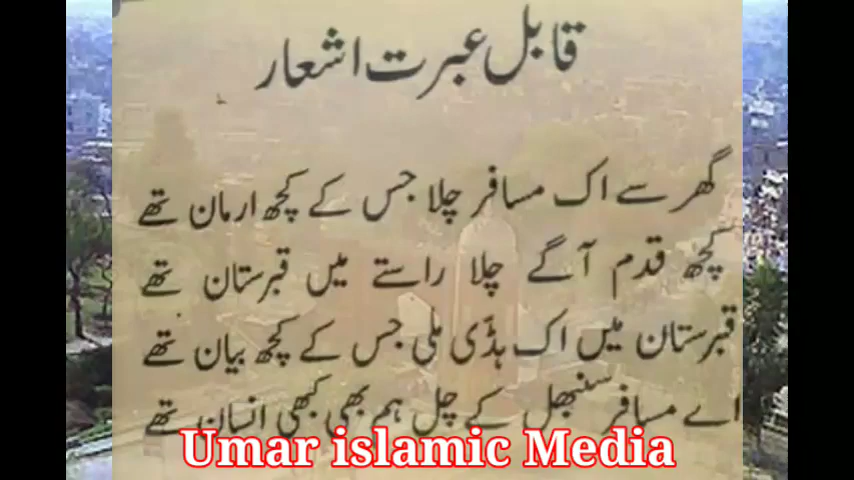 قابل عبرت اشعار
گھر سے اک مسافر چلا جس کے کچھ ارمان تھے
کچھ قدم آگے چلا راستے میں قبرستان تھے
قبرستان میں اک ہڈّی ملی جس کے کچھ بیان تھے
اے مسافر سنبھل کے چل ہم بھی کبھی انسان تھے
Umar islamic Media